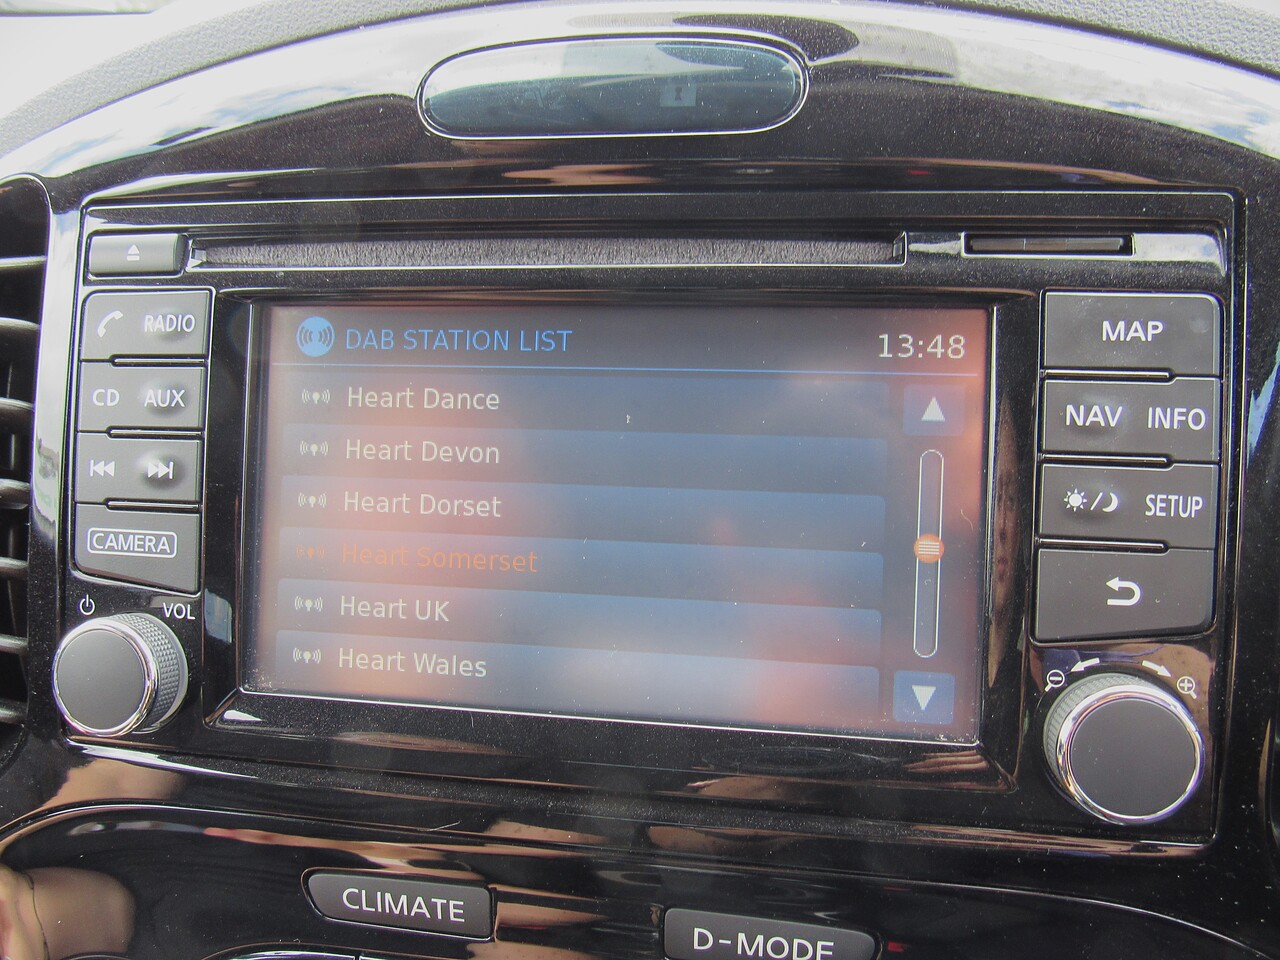 RADIO
CD AUX
CAMERA
VOL
DAB STATION LIST 13:48
Heart Dance
Heart Devon
Heart Dorset
Heart Somerset
Heart UK
Heart Wales
MAP
NAV INFO
SETUP
CLIMATE
D-MODE